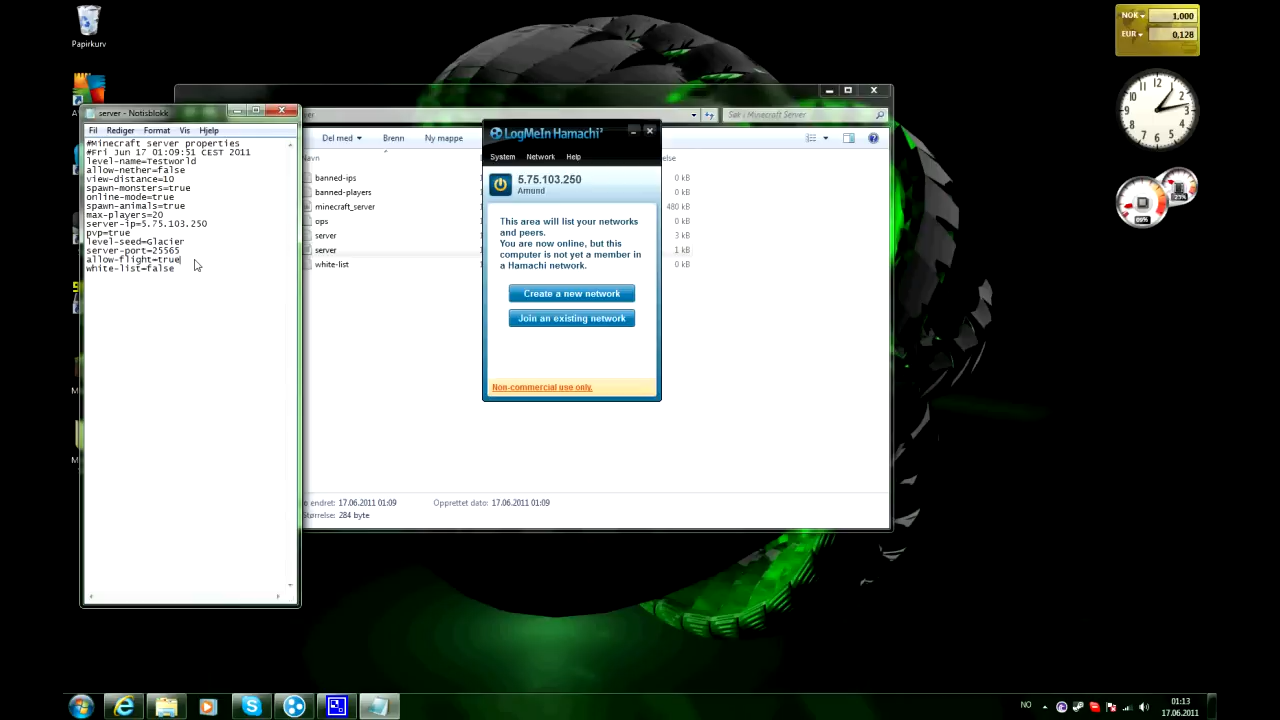 Papirkurv
NOK 1,000
EUR 0,128
server - Notisblokk
Fil Rediger Format Vis Hjelp
#Minecraft server properties
#Fri Jun 17 01:09:51 CEST 2011
level-name=Testworld
allow-nether=false
view-distance=10
spawn-monsters=true
online-mode=true
spawn-animals=true
max-players=20
server-ip=5.75.103.250
pvp=true
level-seed=Glacier
server-port=25565
allow-flight=true
white-list=false
Søk i Minecraft Server
Del med Brenn Ny mappe
Navn
banned-ips 0 kB
banned-players 0 kB
minecraft_server 480 kB
ops 0 kB
server 3 kB
server 1 kB
white-list 0 kB
LogMeIn Hamachi²
System Network Help
5.75.103.250
Amund
This area will list your networks
and peers.
You are now online, but this
computer is not yet a member in
a Hamachi network.
Create a new network
Join an existing network
Non-commercial use only.
endret: 17.06.2011 01:09 Opprettet dato: 17.06.2011 01:09
Størrelse: 284 byte
NO
01:13
17.06.2011